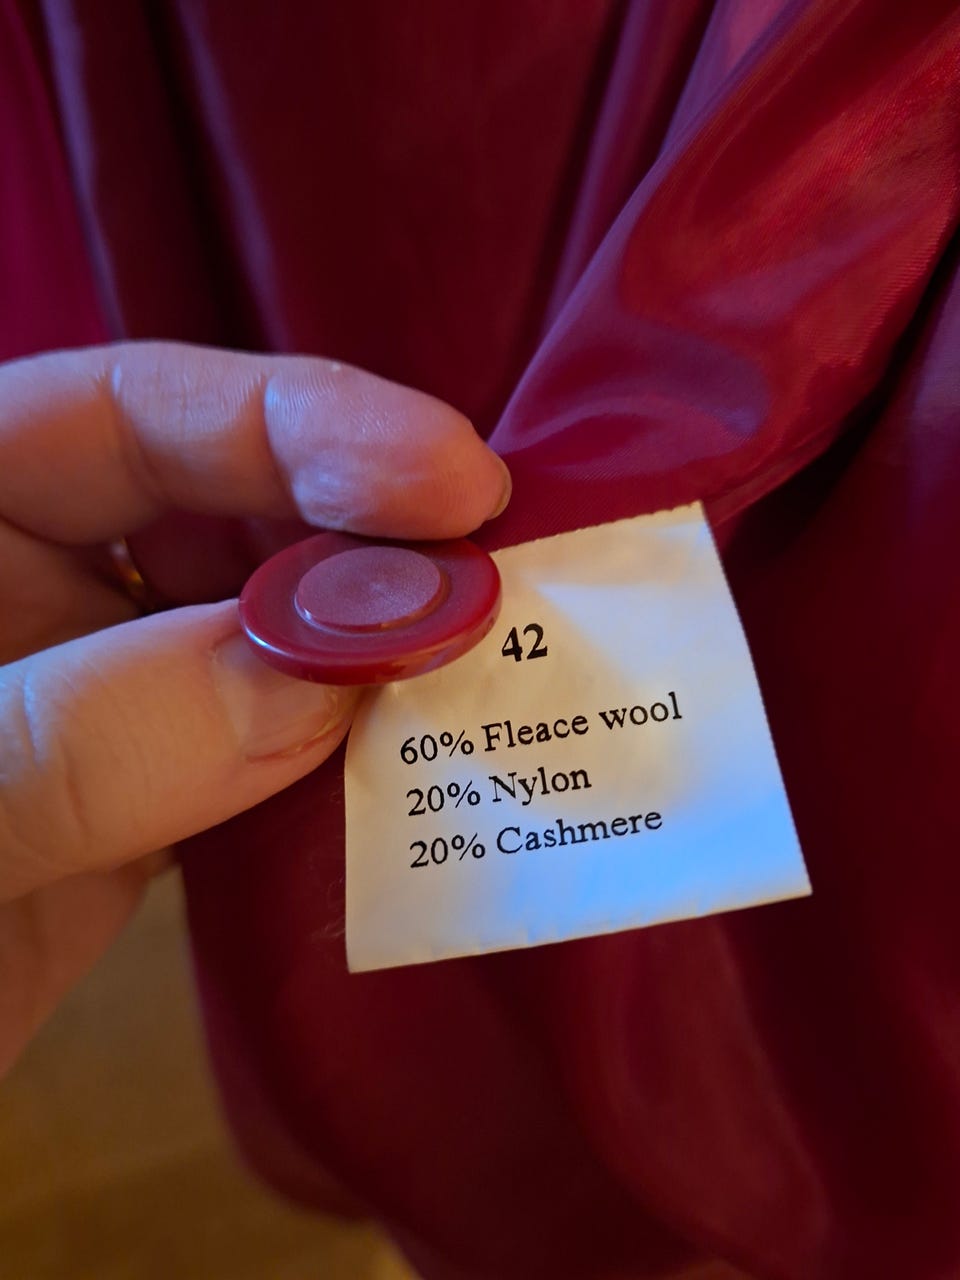 42
60% Fleace wool
20% Nylon
20% Cashmere